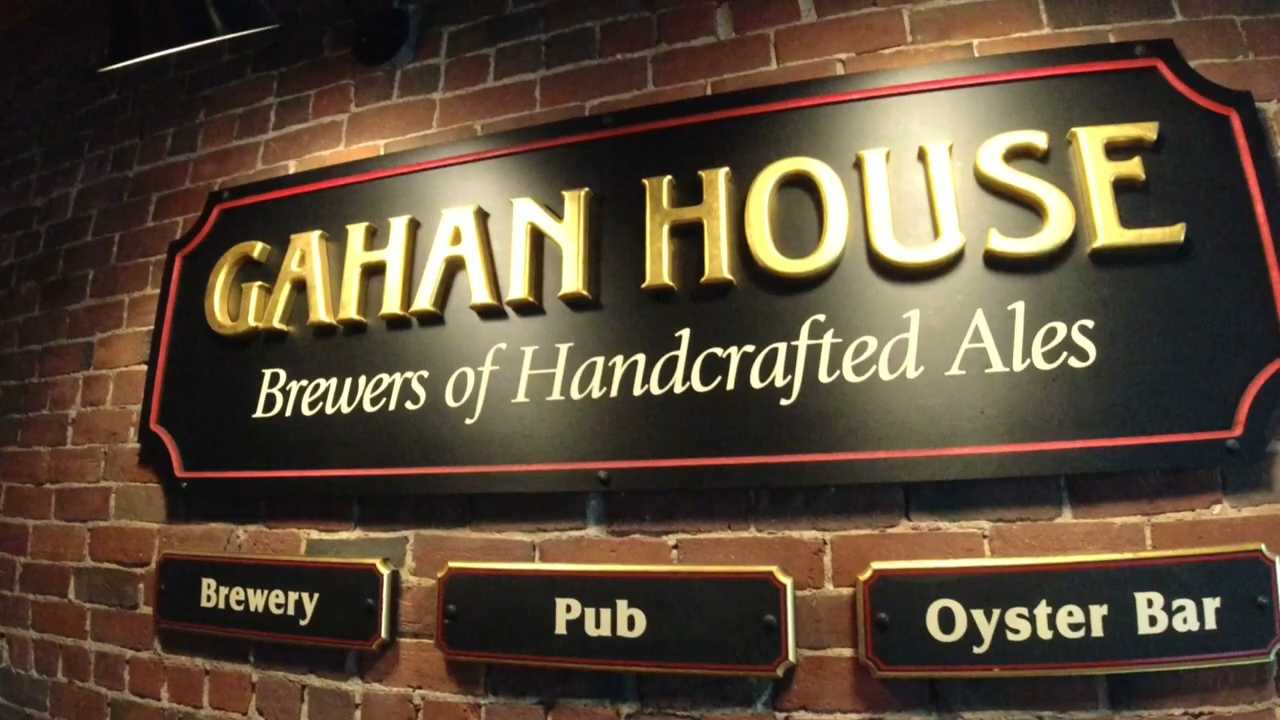 GAHAN HOUSE
Brewers of Handcrafted Ales
Brewery
Pub
Oyster Bar